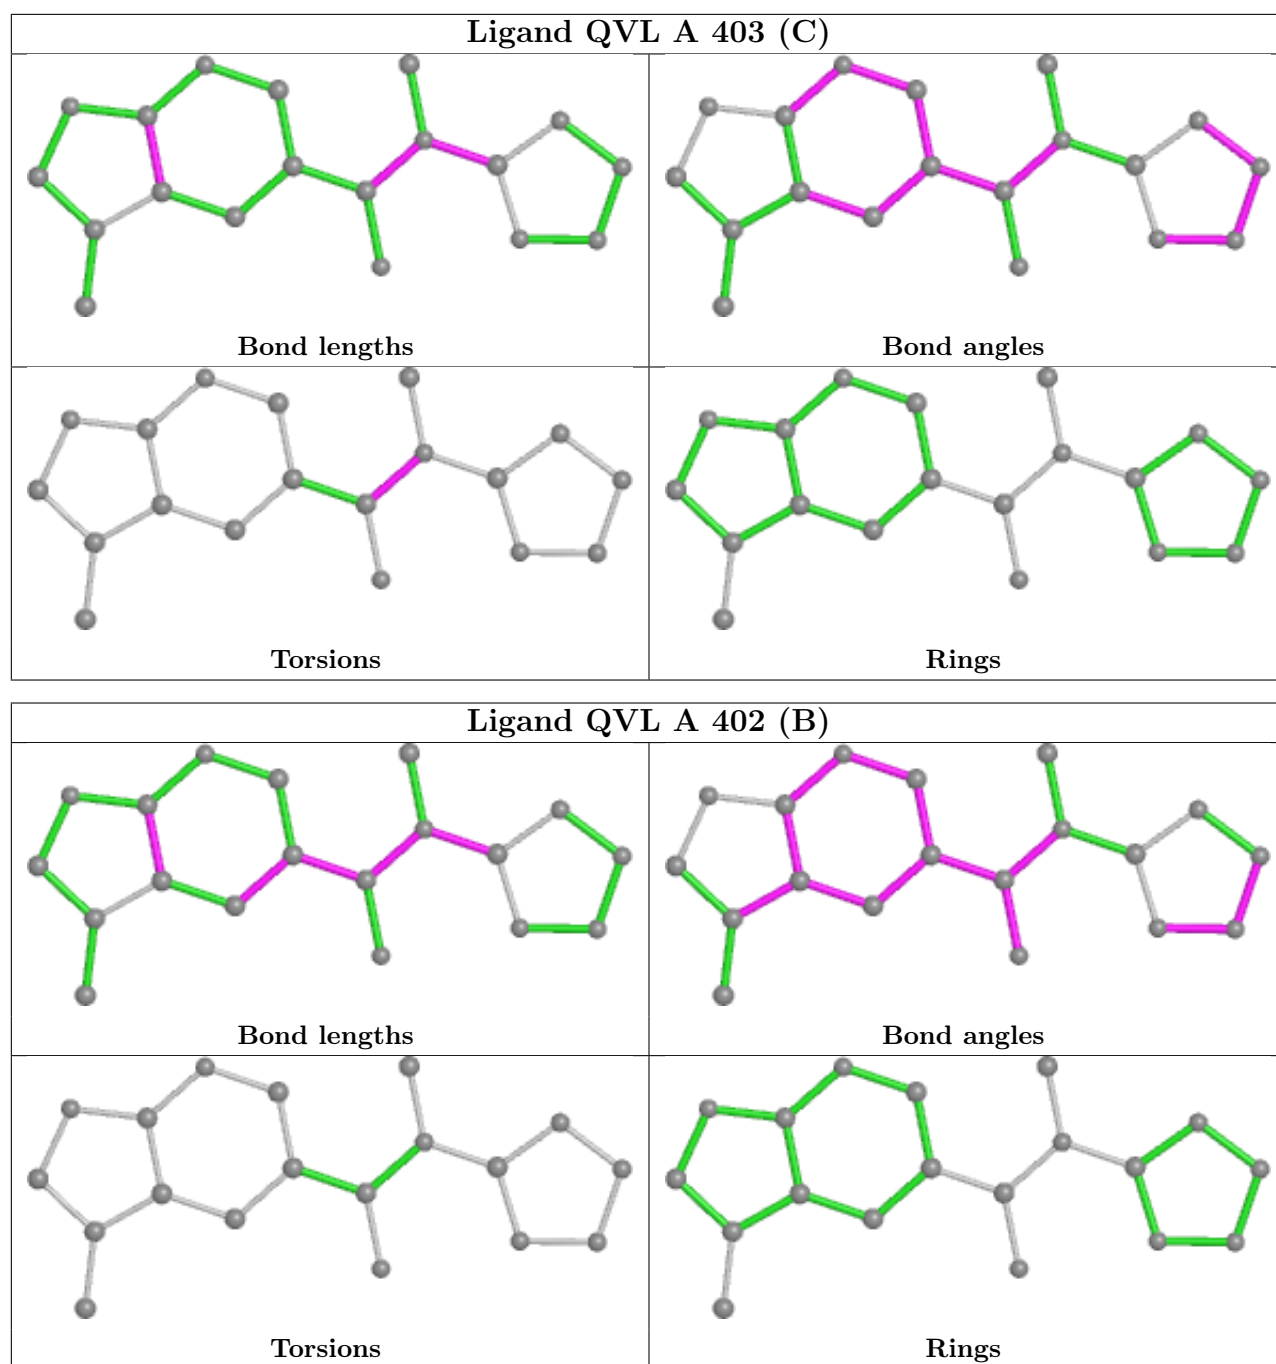 Ligand QVL A 403 (C)
Bond lengths
Bond angles
Torsions
Rings
Ligand QVL A 402 (B)
Bond lengths
Bond angles
Torsions
Rings